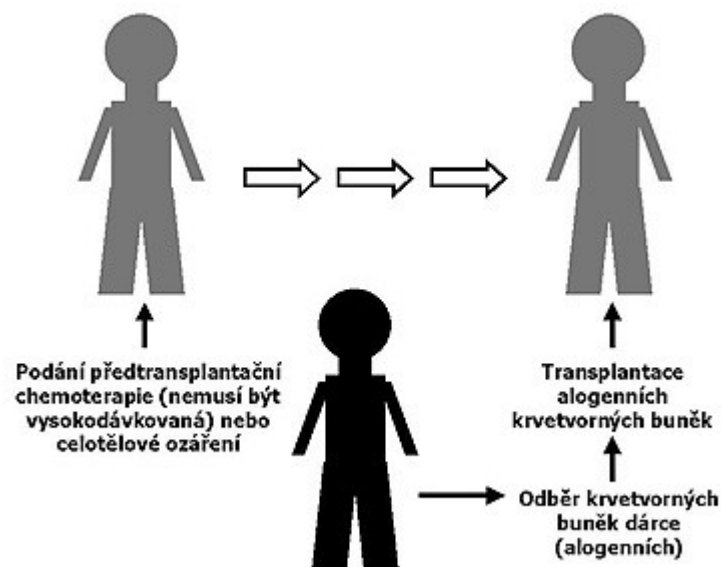 Podání předtransplantační
chemoterapie (nemusí být
vysokodávkovaná) nebo
celotělové ozáření
Transplantace
alogenních
krvetvorných buněk
Odběr krvetvorných
buněk dárce
(alogenních)